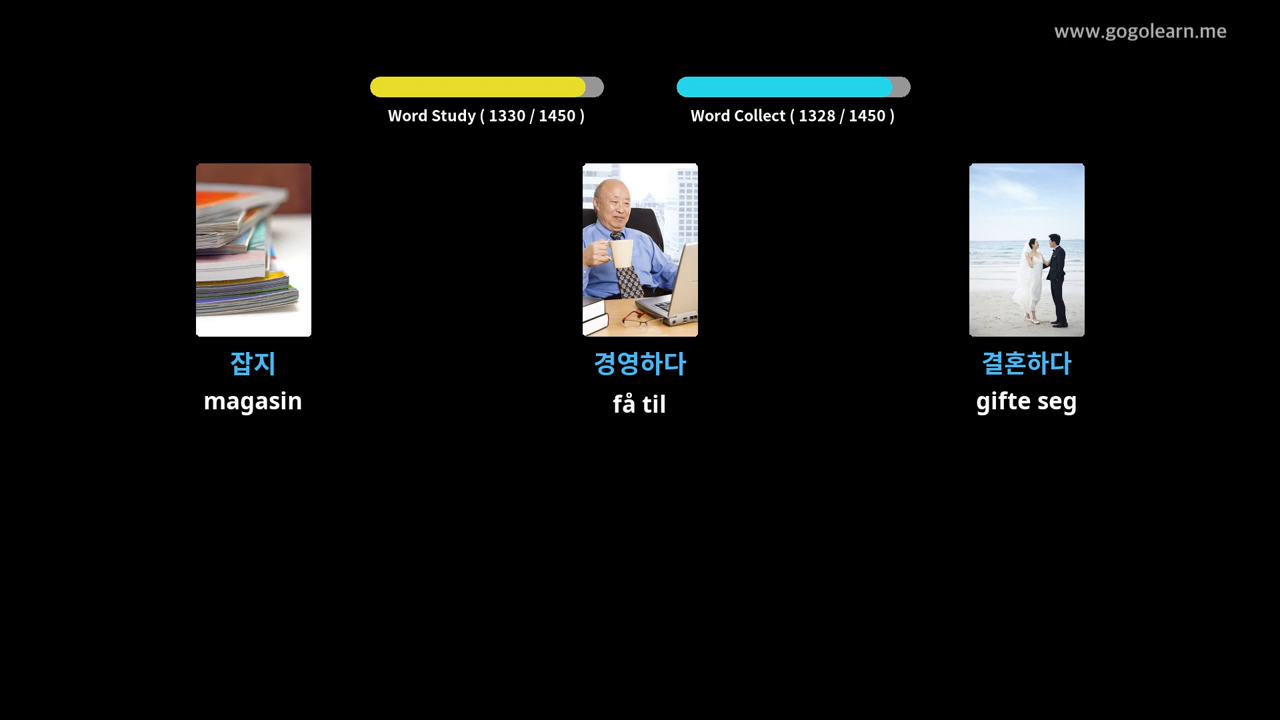 www.gogolearn.me
Word Study ( 1330 / 1450 )
Word Collect ( 1328 / 1450 )
잡지
magasin
경영하다
få til
결혼하다
gifte seg